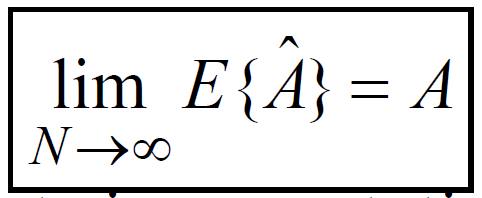 lim E{Â} = A
N→∞